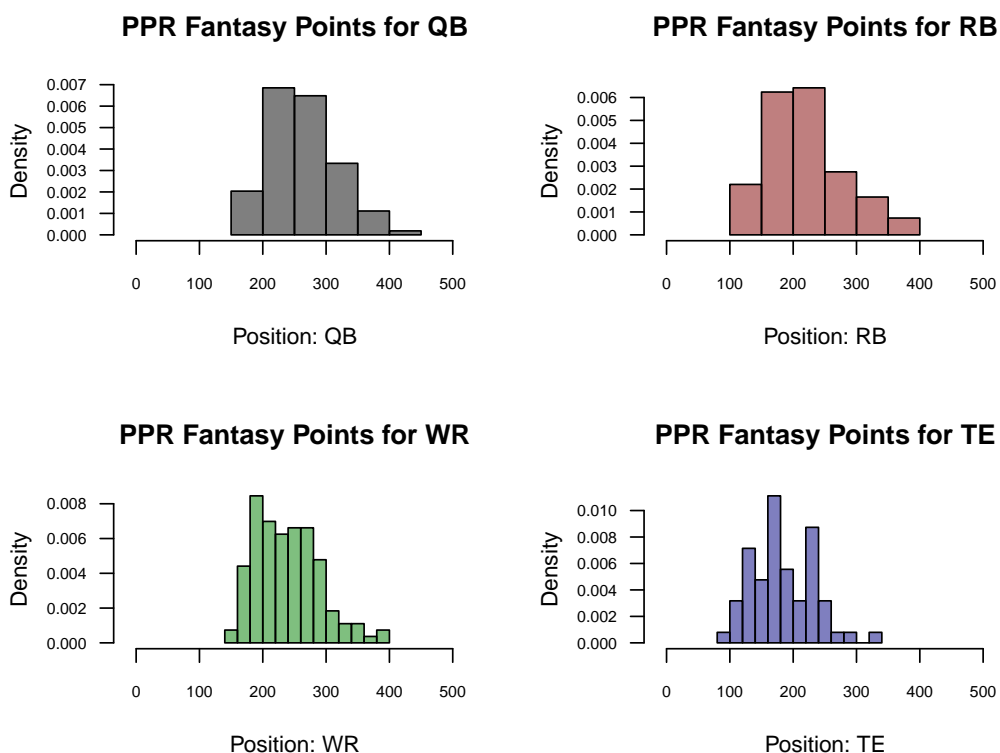 PPR Fantasy Points for QB
Density
0.007
0.006
0.005
0.004
0.003
0.002
0.001
0.000
0 100 200 300 400 500
Position: QB
PPR Fantasy Points for RB
Density
0.006
0.005
0.004
0.003
0.002
0.001
0.000
0 100 200 300 400 500
Position: RB
PPR Fantasy Points for WR
Density
0.008
0.006
0.004
0.002
0.000
0 100 200 300 400 500
Position: WR
PPR Fantasy Points for TE
Density
0.010
0.008
0.006
0.004
0.002
0.000
0 100 200 300 400 500
Position: TE